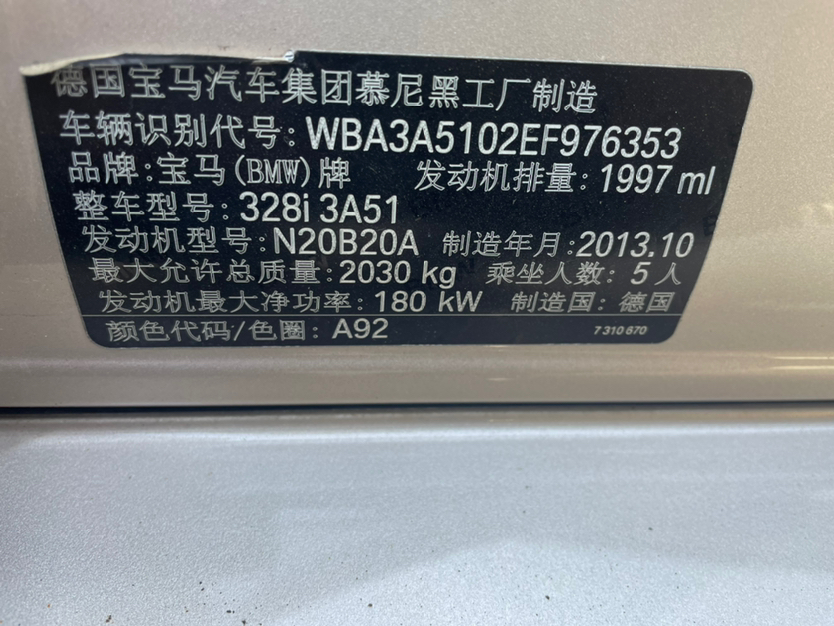 德国宝马汽车集团慕尼黑工厂制造
车辆识别代号:WBA3A5102EF976353
品牌:宝马(BMW)牌 发动机排量:1997 ml
整车型号:328i 3A51
发动机型号:N20B20A 制造年月:2013.10
最大允许总质量:2030 kg 乘坐人数:5人
发动机最大净功率:180 kW 制造国:德国
颜色代码/色圈:A92 7 310 670